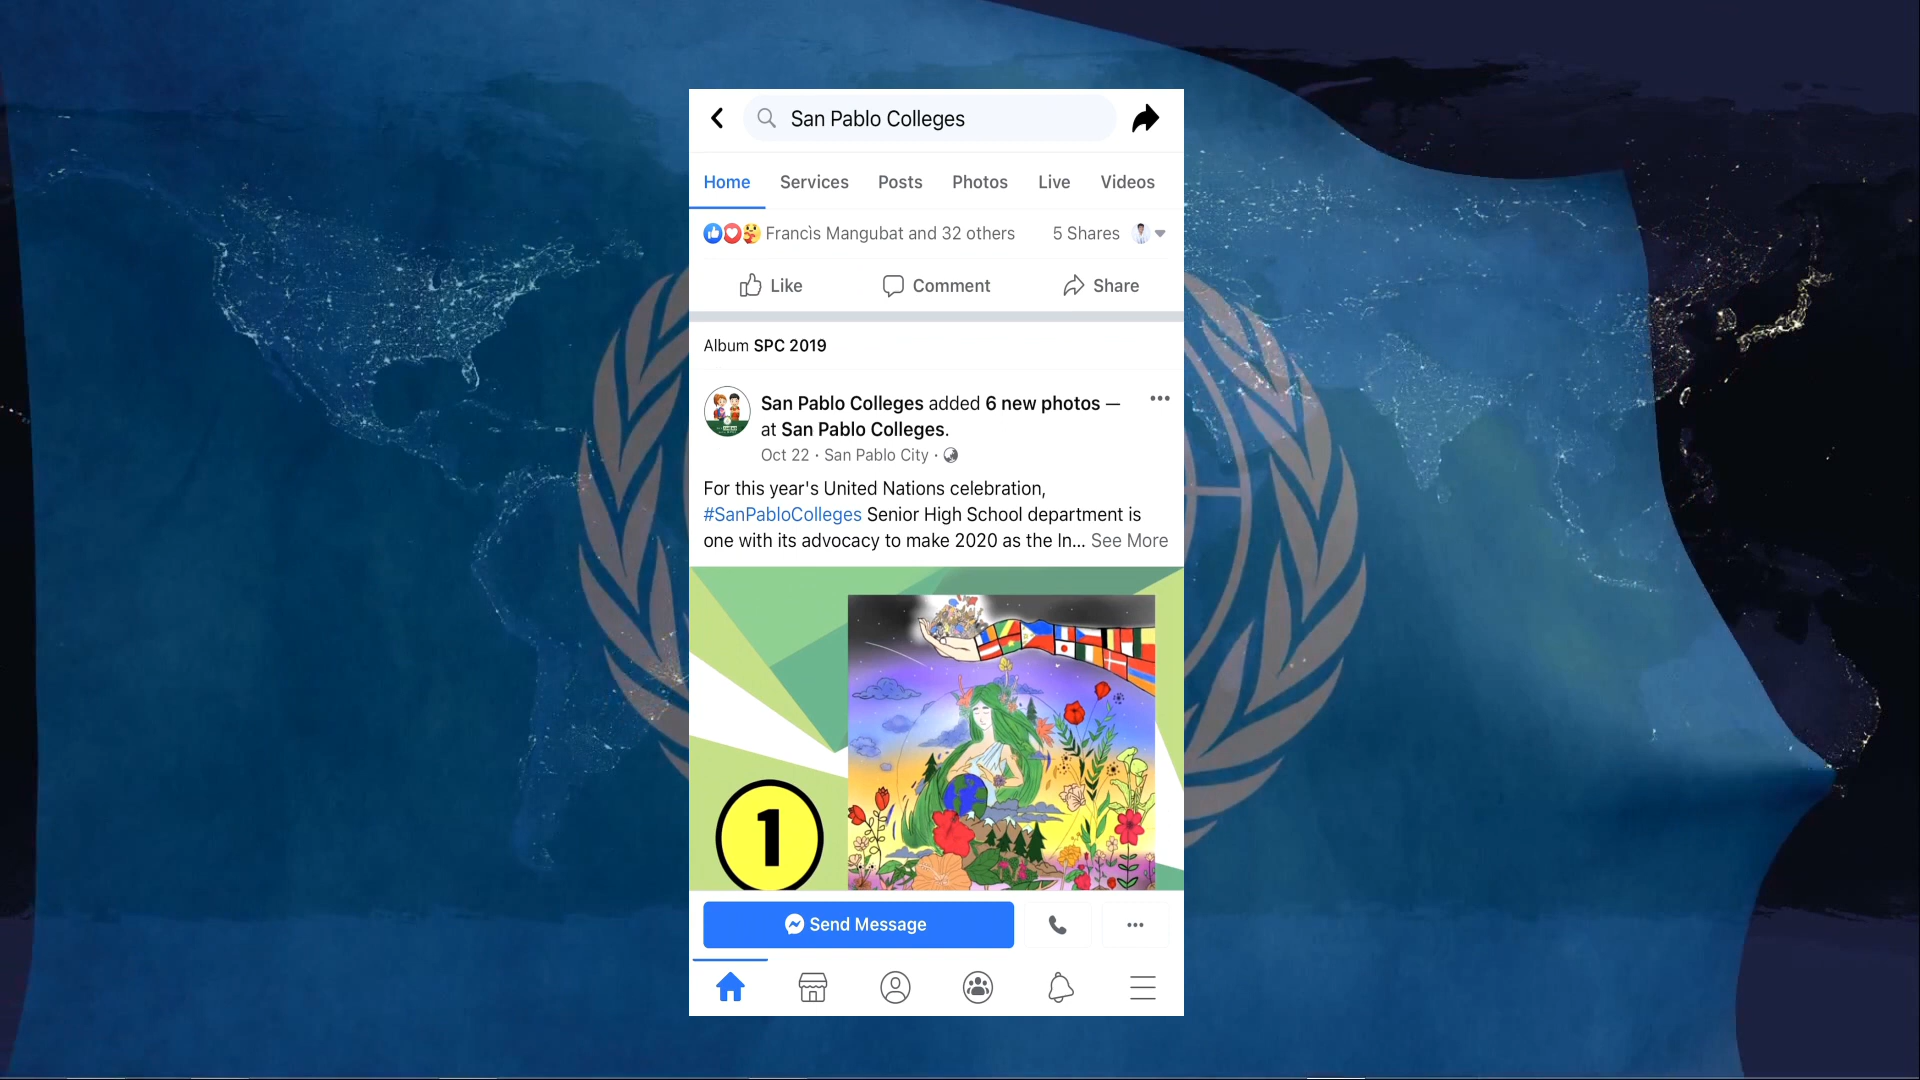 San Pablo Colleges
Home Services Posts Photos Live Videos
Francis Mangubat and 32 others 5 Shares
Like Comment Share
Album SPC 2019
San Pablo Colleges added 6 new photos —
at San Pablo Colleges.
Oct 22 · San Pablo City ·
For this year's United Nations celebration,
#SanPabloColleges Senior High School department is
one with its advocacy to make 2020 as the In... See More
1
Send Message